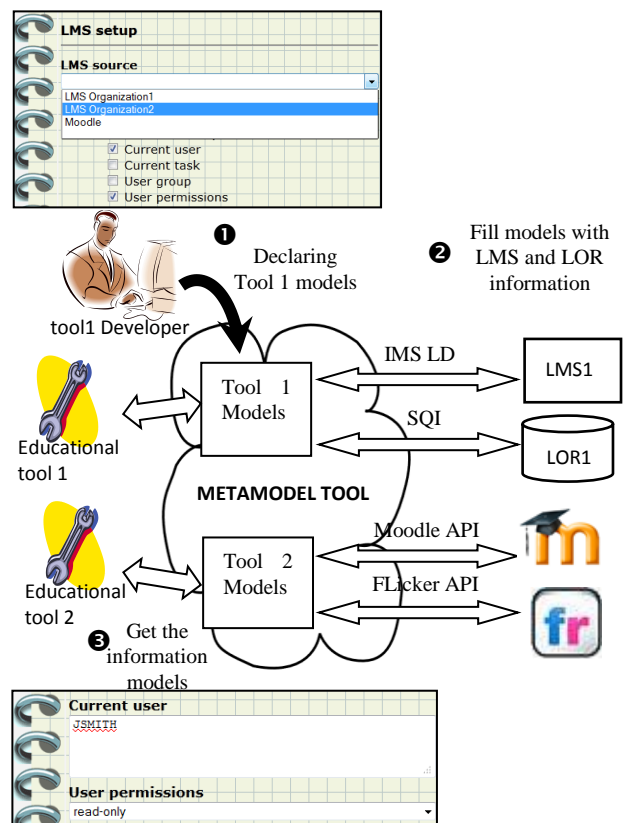 LMS setup
LMS source
LMS Organization1
LMS Organization2
Moodle
Current user
Current task
User group
User permissions
❶
Declaring
Tool 1 models
❷
Fill models with
LMS and LOR
information
tool1 Developer
Tool 1
Models
IMS LD
LMS1
SQI
LOR1
Educational
tool 1
METAMODEL TOOL
Tool 2
Models
Moodle API
m
FLicker API
fr
Educational
tool 2
❸
Get the
information
models
Current user
JSMITH
User permissions
read-only